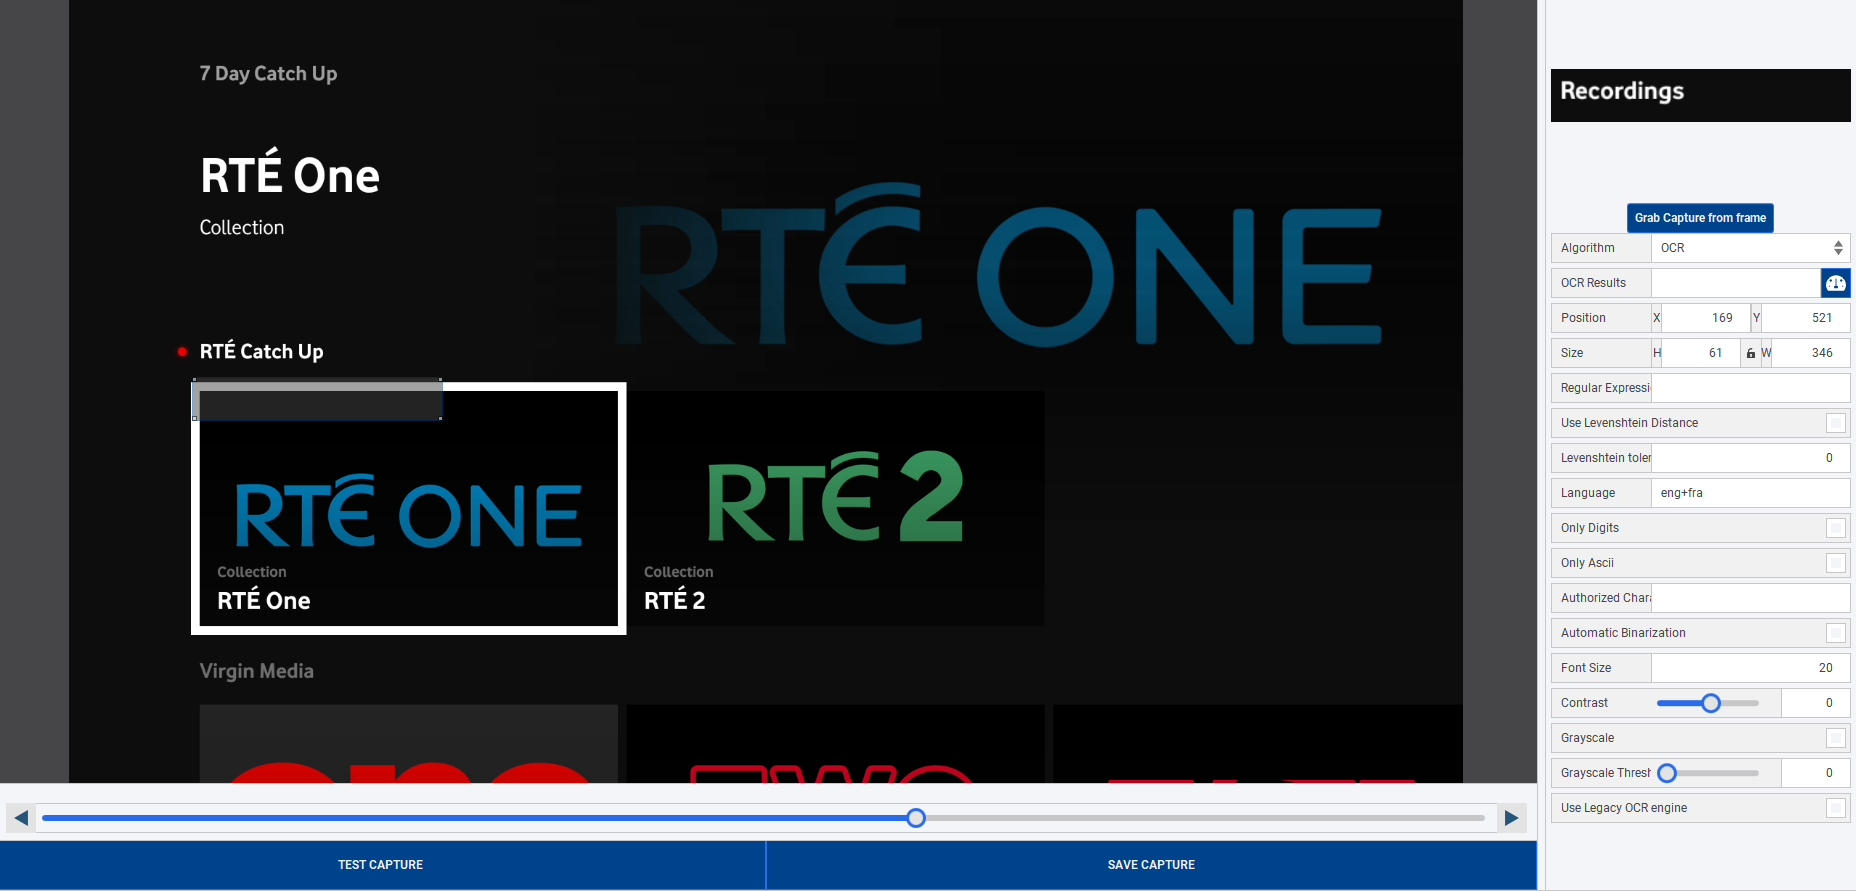 7 Day Catch Up
RTÉ One
Collection
RTÉ ONE
RTÉ Catch Up
RTÉ ONE
Collection
RTÉ One
RTÉ 2
Collection
RTÉ 2
Virgin Media
one
TWO
TEST CAPTURE
SAVE CAPTURE
Recordings
Grab Capture from frame
Algorithm OCR
OCR Results
Position X 169 Y 521
Size H 61 W 346
Regular Expressi
Use Levenshtein Distance
Levenshtein toler 0
Language eng+fra
Only Digits
Only Ascii
Authorized Chara
Automatic Binarization
Font Size 20
Contrast 0
Grayscale
Grayscale Thresh 0
Use Legacy OCR engine